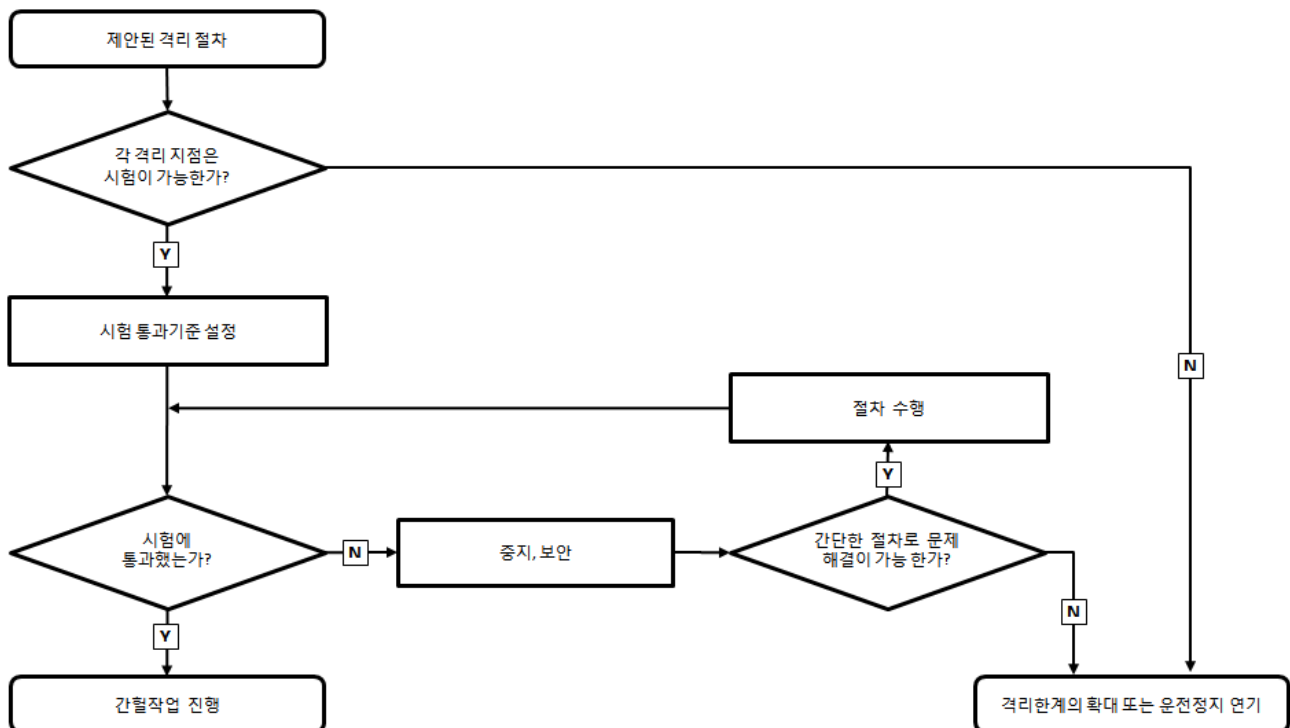 제안된 격리 절차
각 격리 지점은
시험이 가능한가?
Y
시험 통과기준 설정
N
절차 수행
Y
시험에
통과했는가?
N
중지, 보안
간단한 절차로 문제
해결이 가능 한가?
N
Y
간헐작업 진행
격리한계의 확대 또는 운전정지 연기